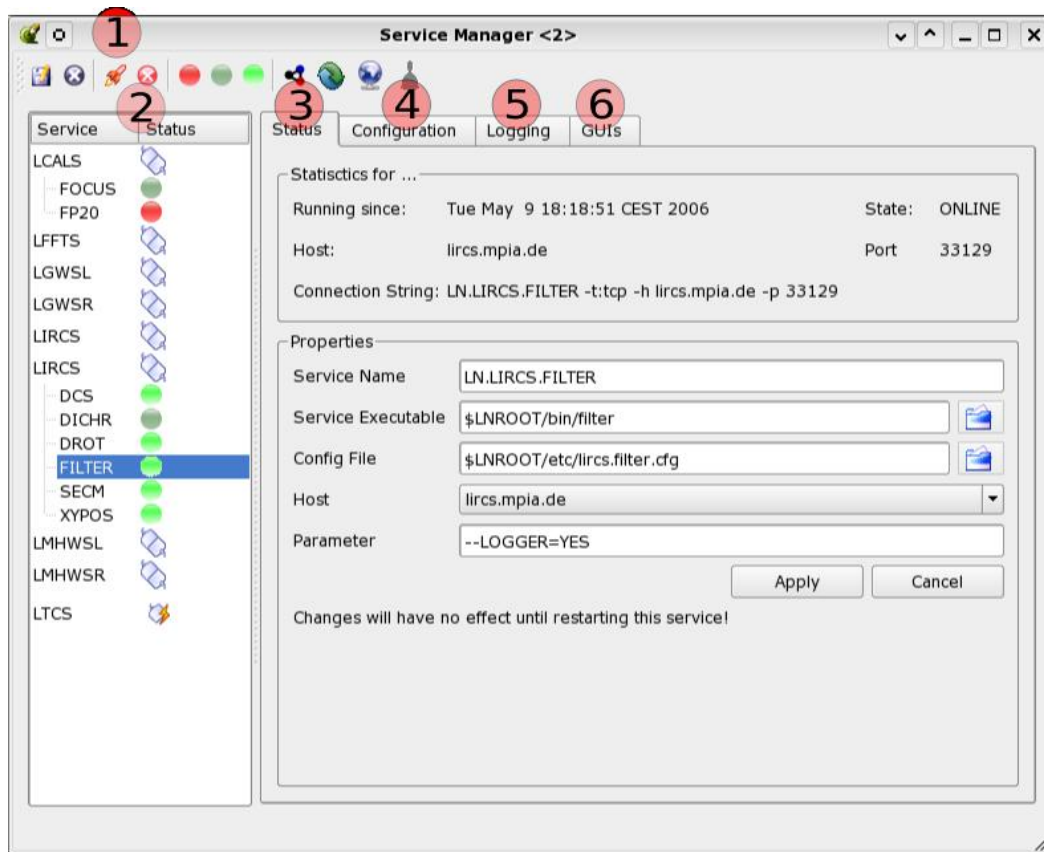 1
Service Manager <2>
2
3
4
5
6
Service Status
LCALS
FOCUS
FP20
LFFTS
LGWSL
LGWSR
LIRCS
LIRCS
DCS
DICHR
DROT
FILTER
SECM
XYPOS
LMHWSL
LMHWSR
LTCS
Status Configuration Logging GUIs
Statisctics for ...
Running since: Tue May 9 18:18:51 CEST 2006 State: ONLINE
Host: lircs.mpia.de Port 33129
Connection String: LN.LIRCS.FILTER -t:tcp -h lircs.mpia.de -p 33129
Properties
Service Name LN.LIRCS.FILTER
Service Executable $LNROOT/bin/filter
Config File $LNROOT/etc/lircs.filter.cfg
Host lircs.mpia.de
Parameter --LOGGER=YES
Apply Cancel
Changes will have no effect until restarting this service!